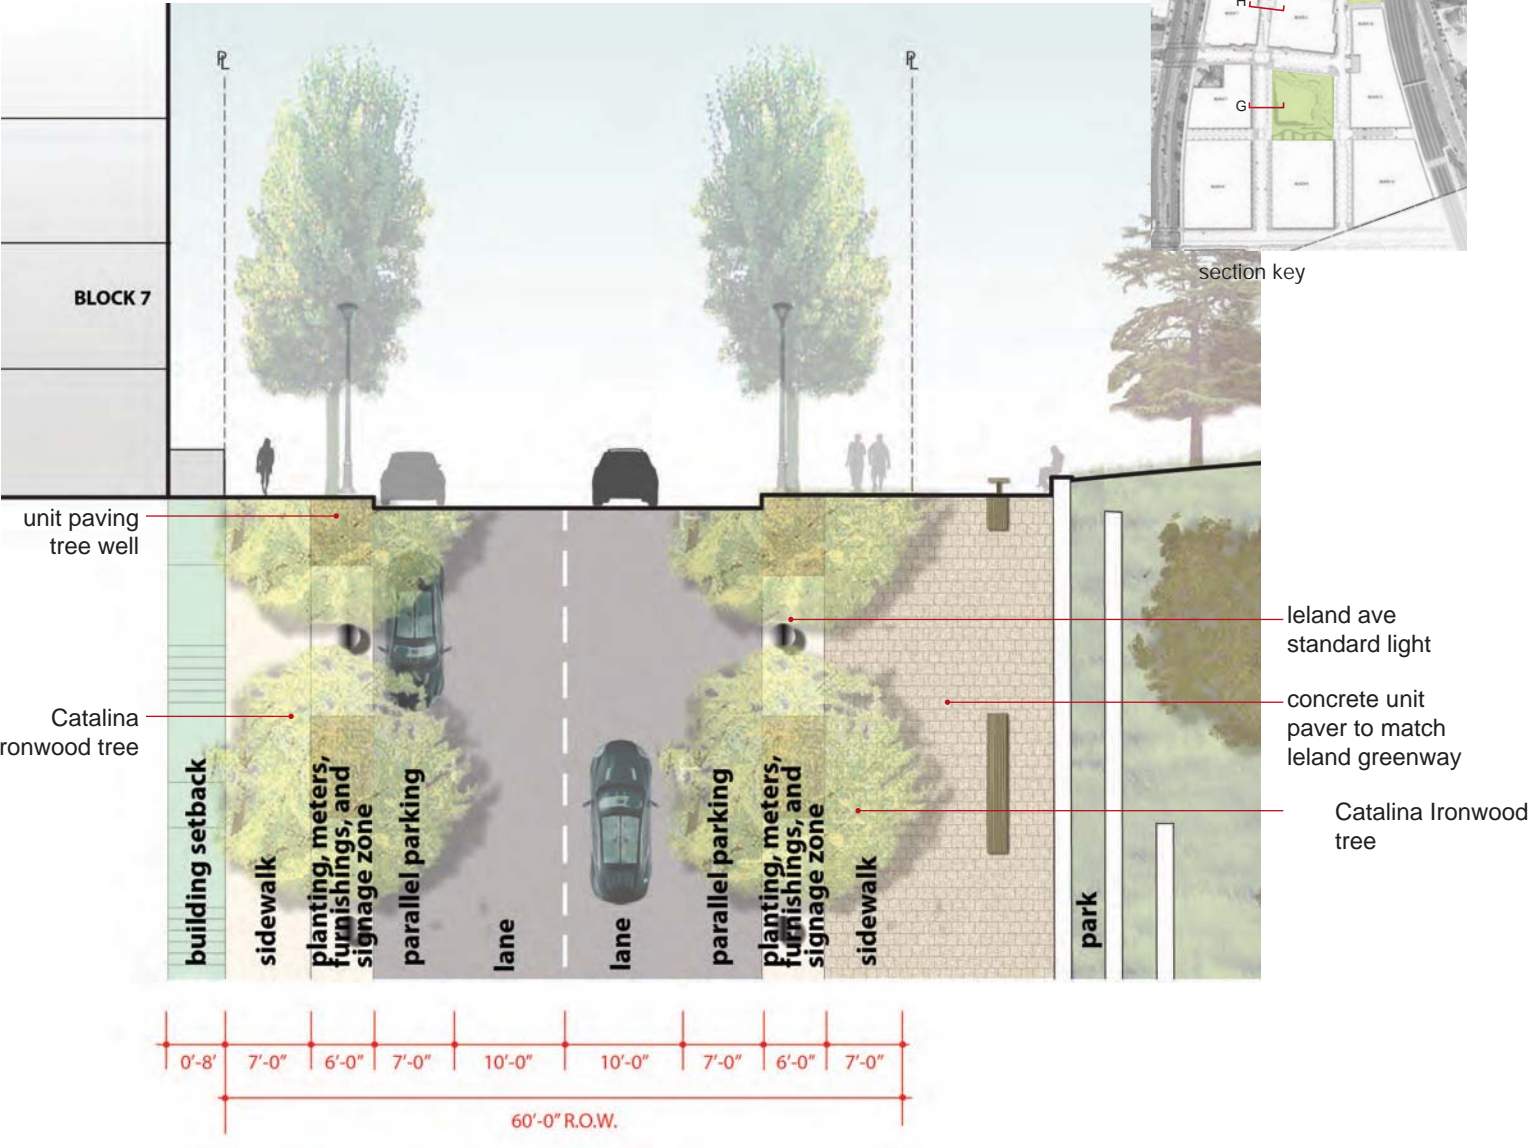 H
G
section key
PL
PL
BLOCK 7
unit paving
tree well
Catalina
ronwood tree
leland ave
standard light
concrete unit
paver to match
leland greenway
Catalina Ironwood
tree
building setback
sidewalk
planting, meters,
furnishings, and
signage zone
parallel parking
lane
lane
parallel parking
planting, meters,
furnishings, and
signage zone
sidewalk
park
0'-8'
7'-0"
6'-0"
7'-0"
10'-0"
10'-0"
7'-0"
6'-0"
7'-0"
60'-0" R.O.W.